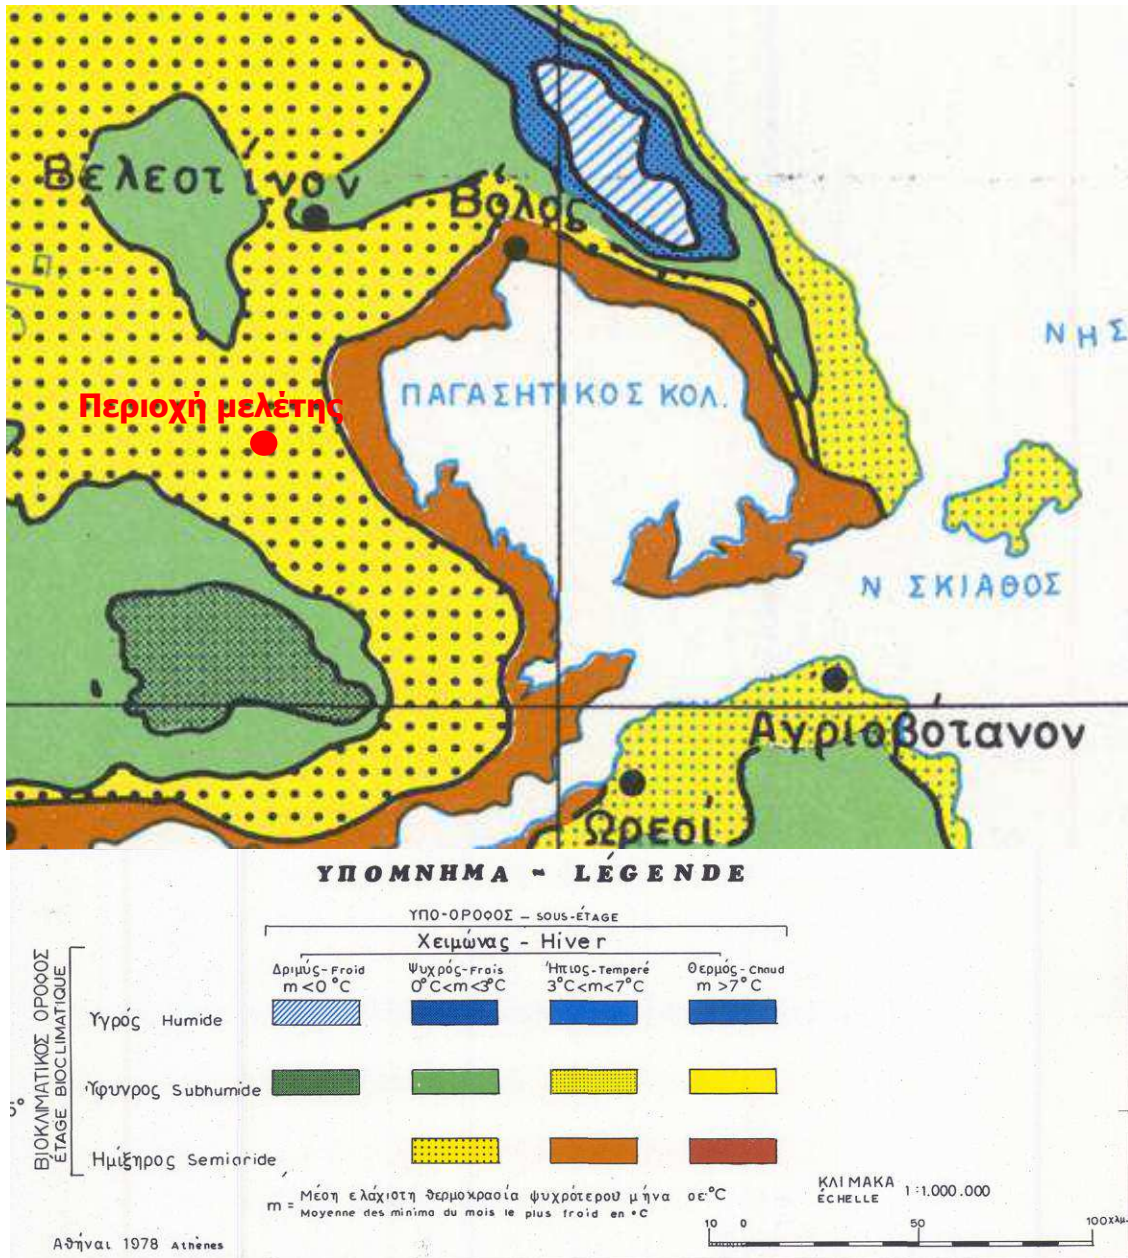 Βελεστίνον
Βόλος
Π.
ΝΗΣ
ΠΑΓΑΣΗΤΙΚΟΣ ΚΟΛ.
Περιοχή μελέτης
Ν ΣΚΙΑΘΟΣ
Αγριοβότανον
Ωρεοί
ΥΠΟΜΝΗΜΑ - LÉGENDE
ΥΠΟ-ΟΡΟΦΟΣ - SOUS-ÉTAGE
Χειμώνας - Hiver
Δριμύς-Froid Ψυχρός-Frais Ήπιος-Temperé Θερμός-Chaud
m<0°C 0°C<m<3°C 3°C<m<7°C m>7°C
ΒΙΟΚΛΙΜΑΤΙΚΟΣ ΟΡΟΦΟΣ
ÉTAGE BIOCLIMATIQUE
Υγρός Humide
Ύφυγρος Subhumide
Ημίξηρος Semiaride
m = Μέση ελάχιστη θερμοκρασία ψυχρότερου μήνα σε °C
Moyenne des minima du mois le plus froid en °C
ΚΛΙΜΑΚΑ
ÉCHELLE 1:1.000.000
10 0 50 100 χλμ.
Αθήναι 1978 Athènes